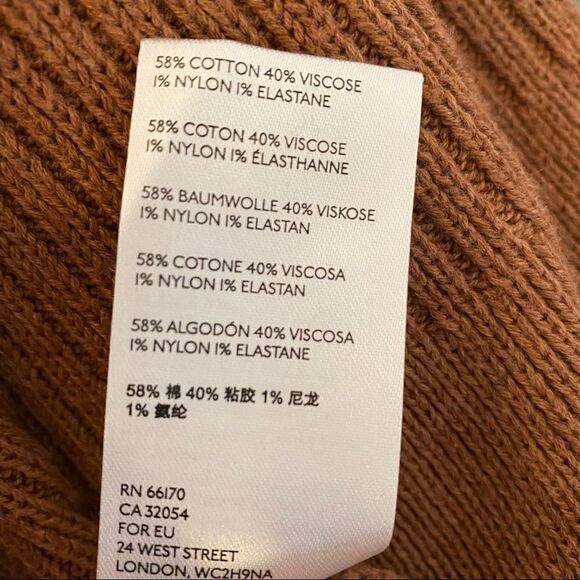 58% COTTON 40% VISCOSE
1% NYLON 1% ELASTANE
58% COTON 40% VISCOSE
1% NYLON 1% ÉLASTHANNE
58% BAUMWOLLE 40% VISKOSE
1% NYLON 1% ELASTAN
58% COTONE 40% VISCOSA
1% NYLON 1% ELASTAN
58% ALGODÓN 40% VISCOSA
1% NYLON 1% ELASTANE
58% 棉 40% 粘胶 1% 尼龙
1% 氨纶
RN 66170
CA 32054
FOR EU
24 WEST STREET
LONDON, WC2H9NA